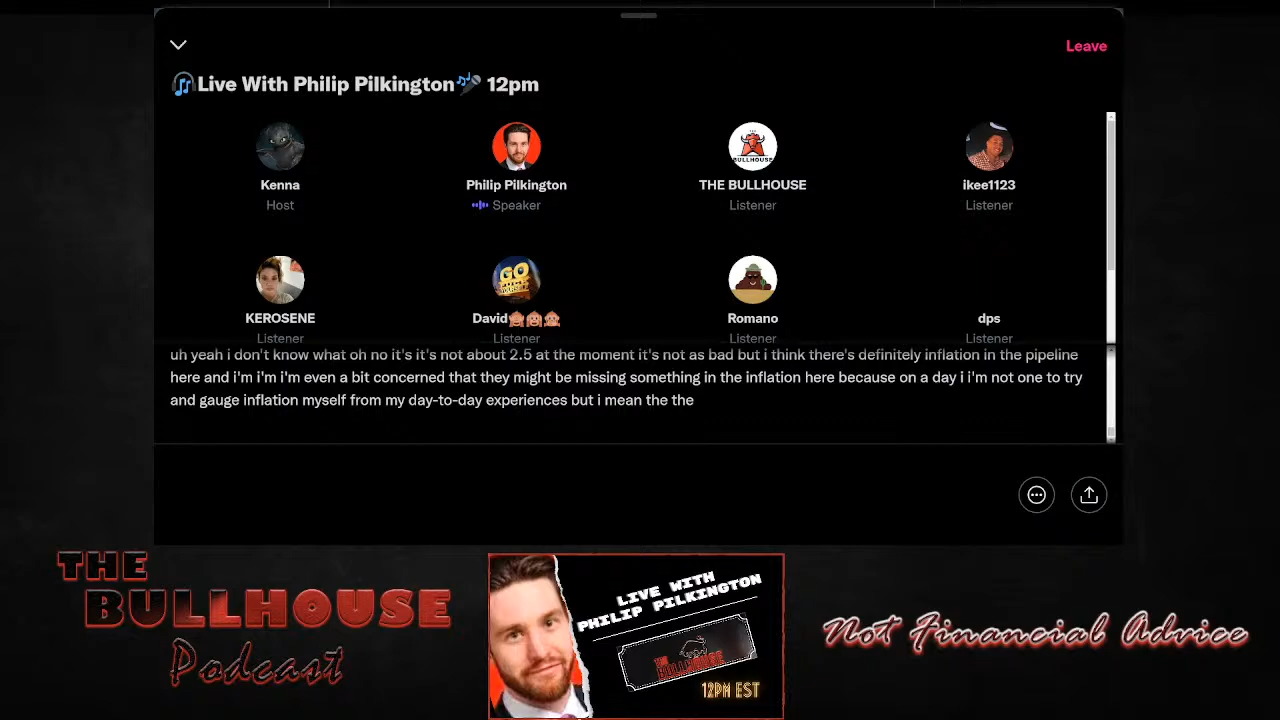 Leave
Live With Philip Pilkington 12pm
Kenna
Host
Philip Pilkington
Speaker
THE BULLHOUSE
Listener
ikee1123
Listener
KEROSENE
Listener
David
Listener
Romano
Listener
dps
uh yeah i don't know what oh no it's it's not about 2.5 at the moment it's not as bad but i think there's definitely inflation in the pipeline
here and i'm i'm i'm even a bit concerned that they might be missing something in the inflation here because on a day i i'm not one to try
and gauge inflation myself from my day-to-day experiences but i mean the the
THE
BULLHOUSE
Podcast
LIVE WITH
PHILIP PILKINGTON
THE
BULLHOUSE
12PM EST
Not Financial Advice